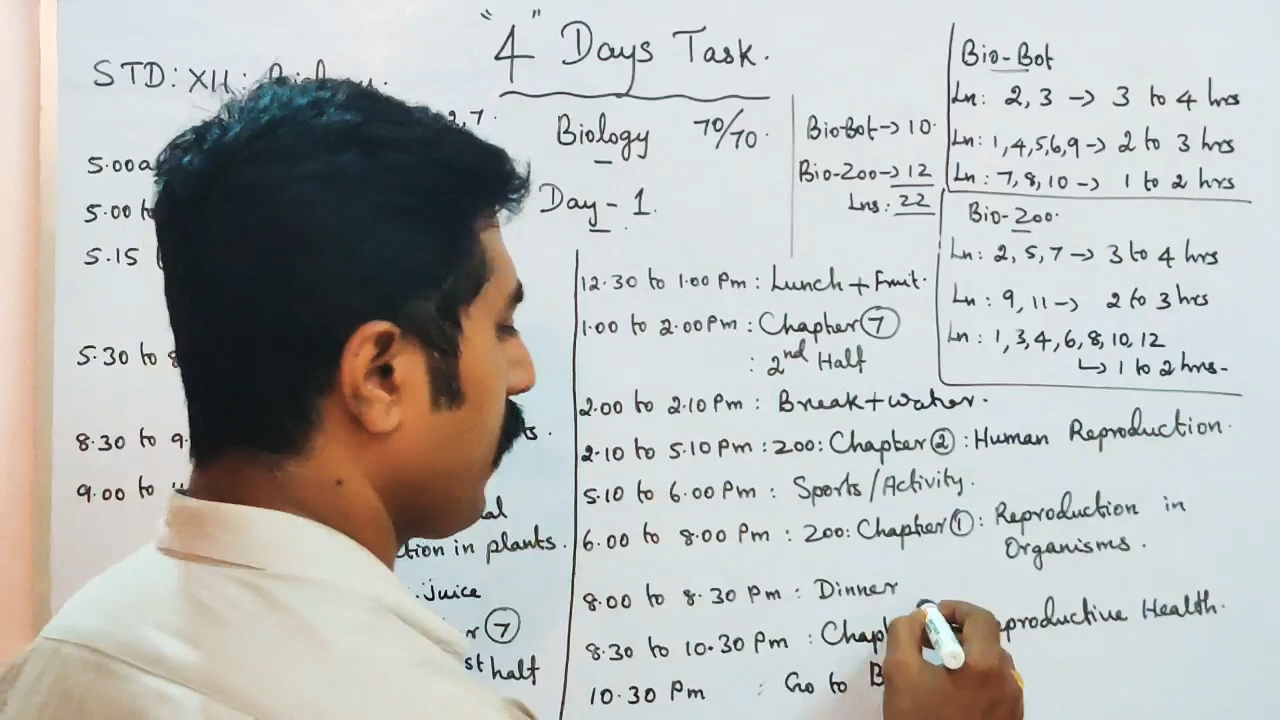 "4" Days Task.
STD: XII:
2,7.
Biology 70/70.
Day-1.
5.00
5.00 to
5.15
5.30 to 8
8.30 to 9.
9.00 to
in plants.
juice
7
half
12.30 to 1.00 Pm: Lunch + Fruit.
1.00 to 2.00 Pm: Chapter 7
: 2nd Half
2.00 to 2.10 Pm: Break + water.
2.10 to 5.10 Pm: Zoo: Chapter 2: Human Reproduction.
5.10 to 6.00 Pm: Sports/Activity.
6.00 to 8.00 Pm: Zoo: Chapter 1: Reproduction in
Organisms.
8.00 to 8.30 Pm: Dinner
8.30 to 10.30 Pm: Health.
10.30 Pm : Go to
Bio-Bot → 10.
Bio-Zoo → 12
Lns: 22
Bio-Bot
Ln: 2, 3 → 3 to 4 hrs
Ln: 1,4,5,6,9 → 2 to 3 hrs
Ln: 7, 8, 10 → 1 to 2 hrs
Bio-Zoo.
Ln: 2, 5, 7 → 3 to 4 hrs
Ln: 9, 11 → 2 to 3 hrs
Ln: 1, 3, 4, 6, 8, 10, 12
↳ 1 to 2 hrs-